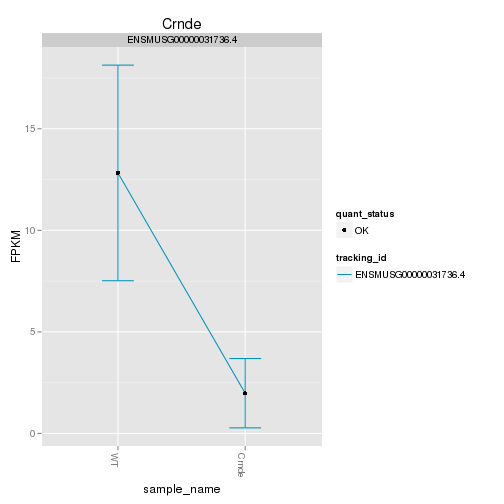 Crnde
ENSMUSG00000031736.4
15
10
5
0
FPKM
WT
Crnde
sample_name
quant_status
OK
tracking_id
ENSMUSG00000031736.4